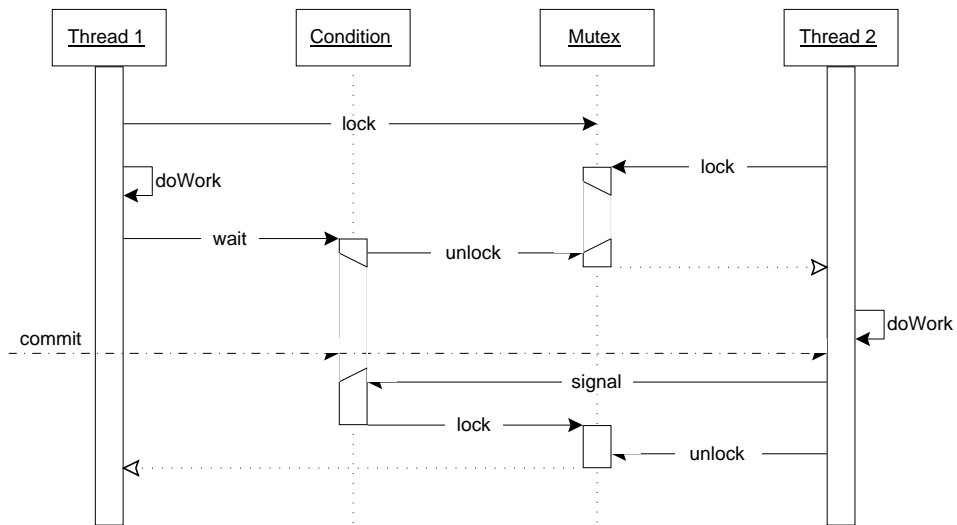 Thread 1
Condition
Mutex
Thread 2
lock
lock
doWork
wait
unlock
doWork
commit
signal
lock
unlock